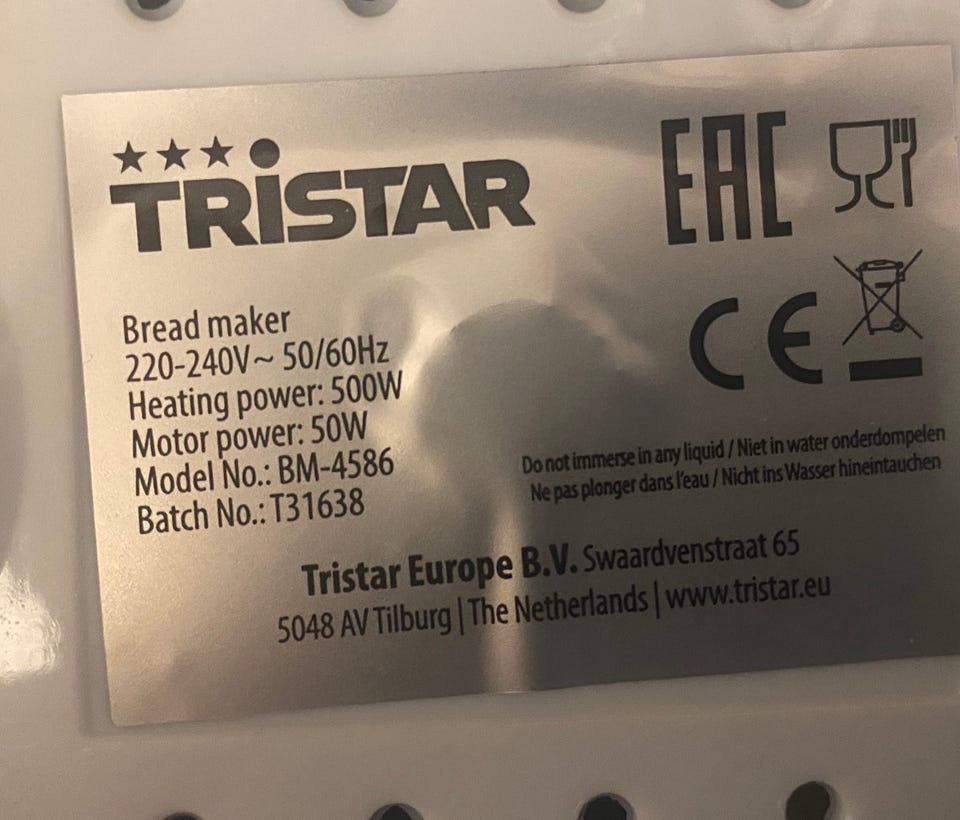 TRiSTAR
EAC
CE
Bread maker
220-240V~ 50/60Hz
Heating power: 500W
Motor power: 50W
Model No.: BM-4586
Batch No.: T31638
Do not immerse in any liquid / Niet in water onderdompelen
Ne pas plonger dans l'eau / Nicht ins Wasser hineintauchen
Tristar Europe B.V. Swaardvenstraat 65
5048 AV Tilburg | The Netherlands | www.tristar.eu